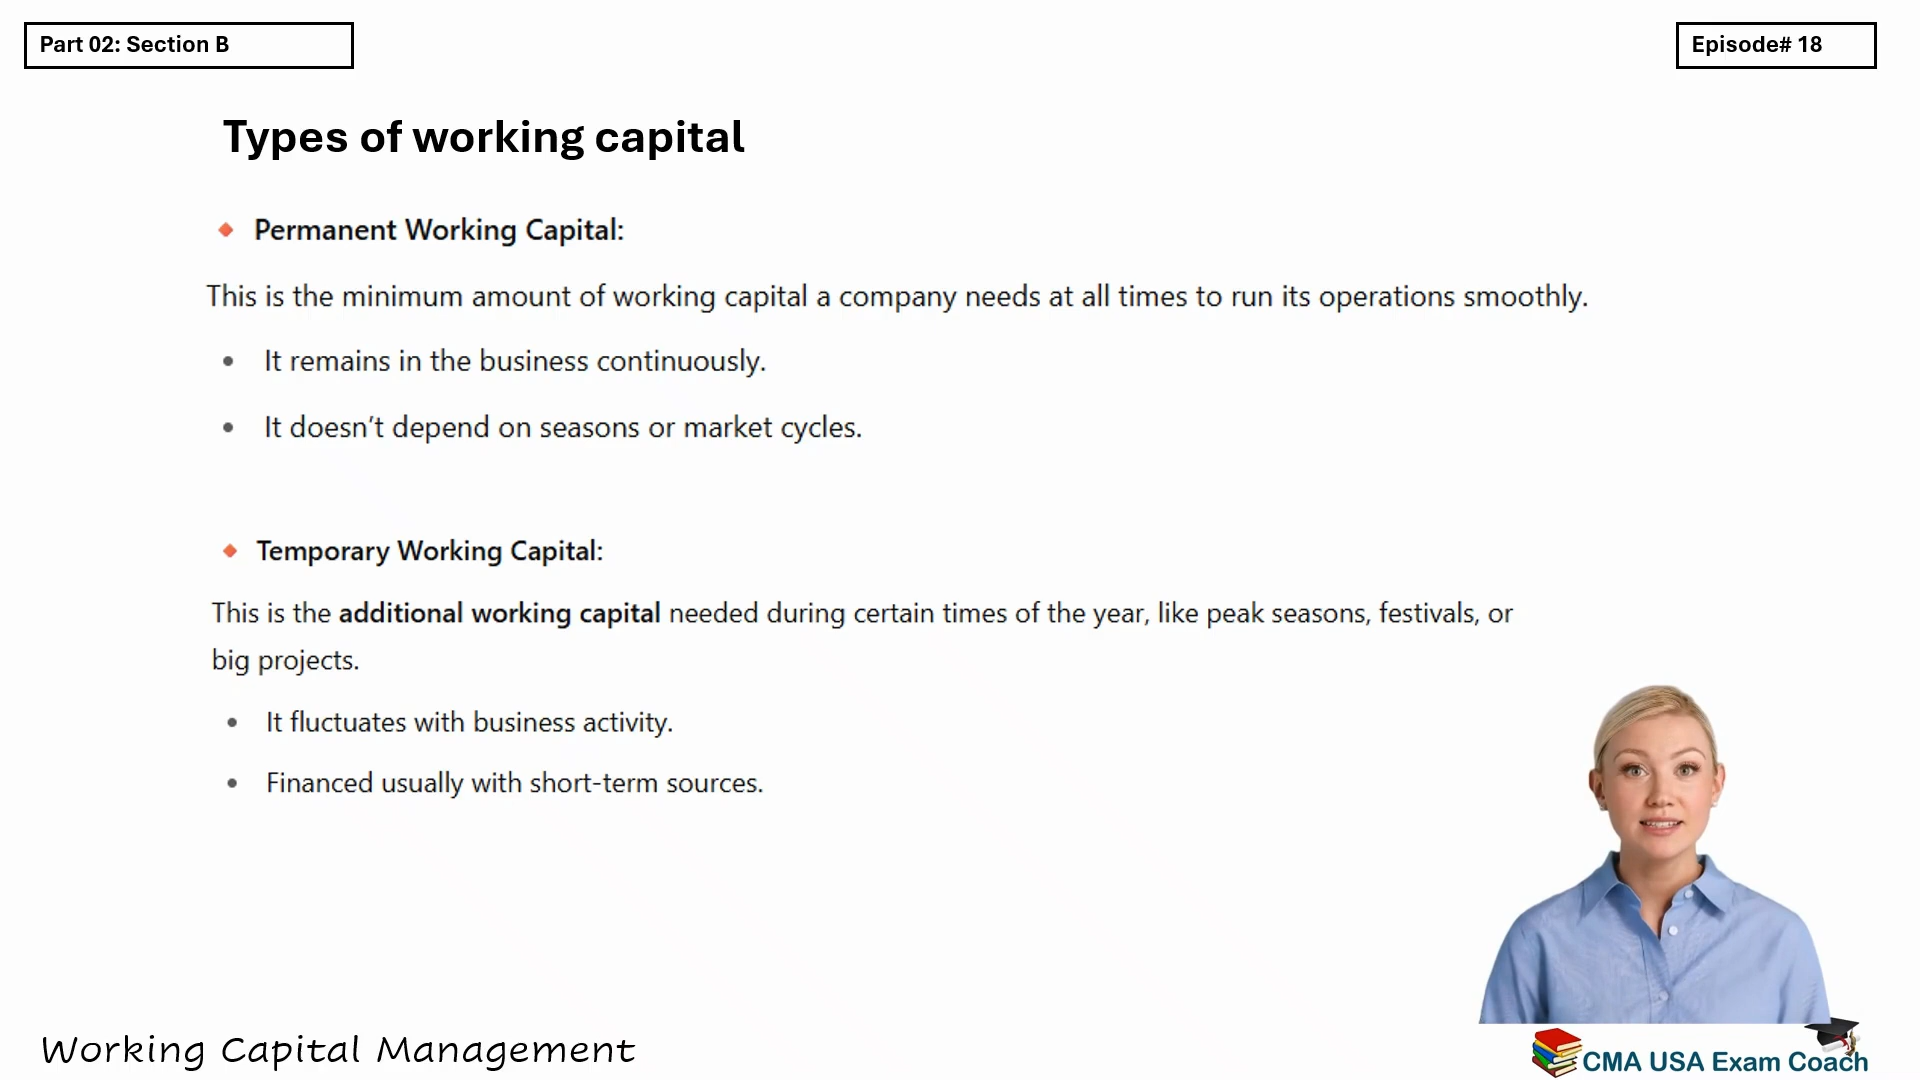 Part 02: Section B
Episode# 18
Types of working capital
Permanent Working Capital:
This is the minimum amount of working capital a company needs at all times to run its operations smoothly.
• It remains in the business continuously.
• It doesn’t depend on seasons or market cycles.
Temporary Working Capital:
This is the additional working capital needed during certain times of the year, like peak seasons, festivals, or
big projects.
• It fluctuates with business activity.
• Financed usually with short-term sources.
Working Capital Management
CMA USA Exam Coach